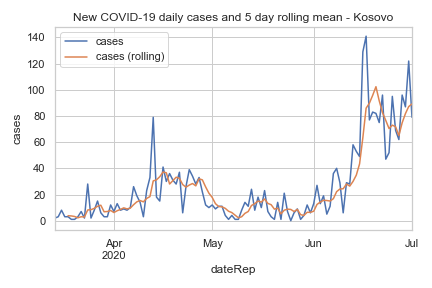 New COVID-19 daily cases and 5 day rolling mean - Kosovo
cases
cases (rolling)
140
120
100
80
60
40
20
0
cases
Apr
2020
May
Jun
Jul
dateRep